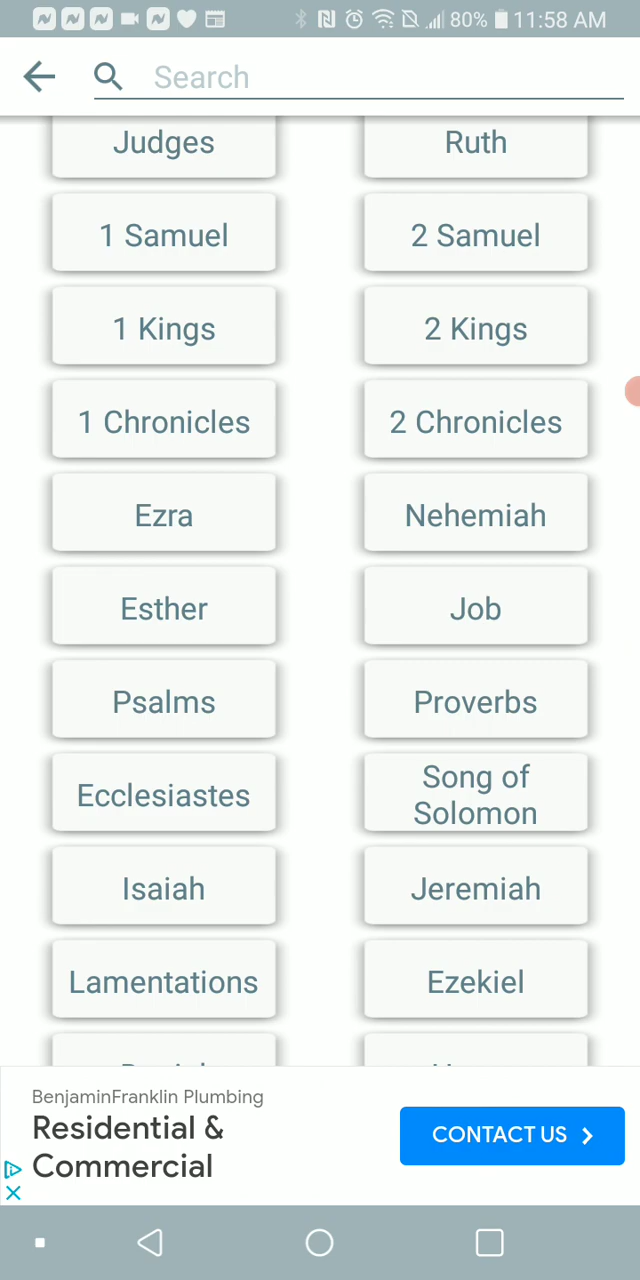 80% 11:58 AM
Search
Judges
Ruth
1 Samuel
2 Samuel
1 Kings
2 Kings
1 Chronicles
2 Chronicles
Ezra
Nehemiah
Esther
Job
Psalms
Proverbs
Ecclesiastes
Song of
Solomon
Isaiah
Jeremiah
Lamentations
Ezekiel
BenjaminFranklin Plumbing
Residential &
Commercial
CONTACT US